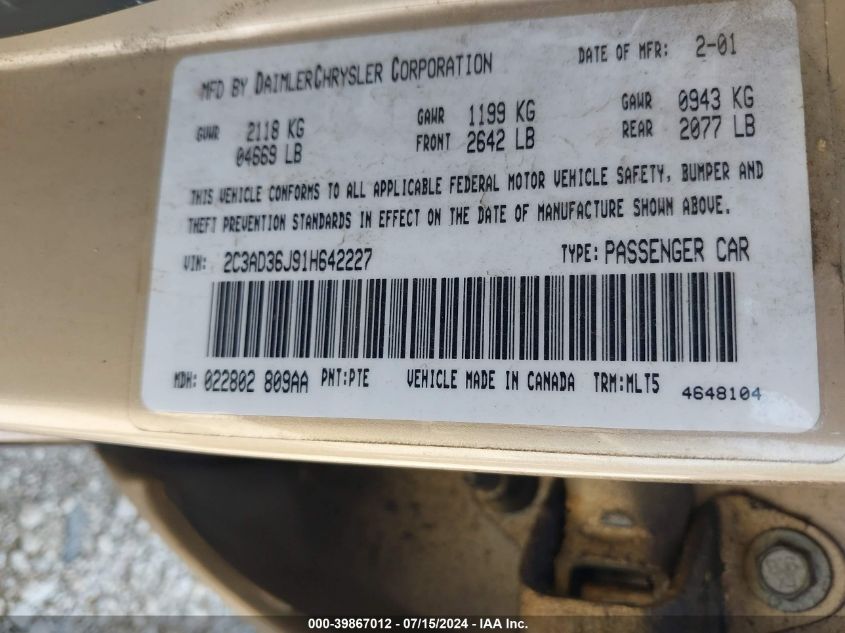 MFD BY DAIMLERCHRYSLER CORPORATION DATE OF MFR: 2-01
GVWR 2118 KG GAWR 1199 KG GAWR 0943 KG
04669 LB FRONT 2642 LB REAR 2077 LB
THIS VEHICLE CONFORMS TO ALL APPLICABLE FEDERAL MOTOR VEHICLE SAFETY, BUMPER AND
THEFT PREVENTION STANDARDS IN EFFECT ON THE DATE OF MANUFACTURE SHOWN ABOVE.
VIN: 2C3AD36J91H642227 TYPE: PASSENGER CAR
MDH: 022802 809AA PNT:PTE VEHICLE MADE IN CANADA TRM:MLT5 4648104
000-39867012 - 07/15/2024 - IAA Inc.